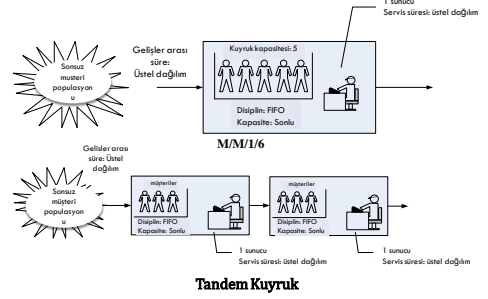 1 sunucu
Servis süresi: üstel dağılım
Gelişler arası
süre:
Üstel dağılım
Kuyruk kapasitesi: 5
Sonsuz
musteri
populasyon
u
Disiplin: FIFO
Kapasite: Sonlu
M/M/1/6
Gelişler arası
süre: Üstel
dağılım
Sonsuz
müşteri
populasyon
u
müşteriler
Disiplin: FIFO
Kapasite: Sonlu
1 sunucu
Servis süresi: üstel dağılım
müşteriler
Disiplin: FIFO
Kapasite: Sonlu
1 sunucu
Servis süresi: üstel dağılım
Tandem Kuyruk